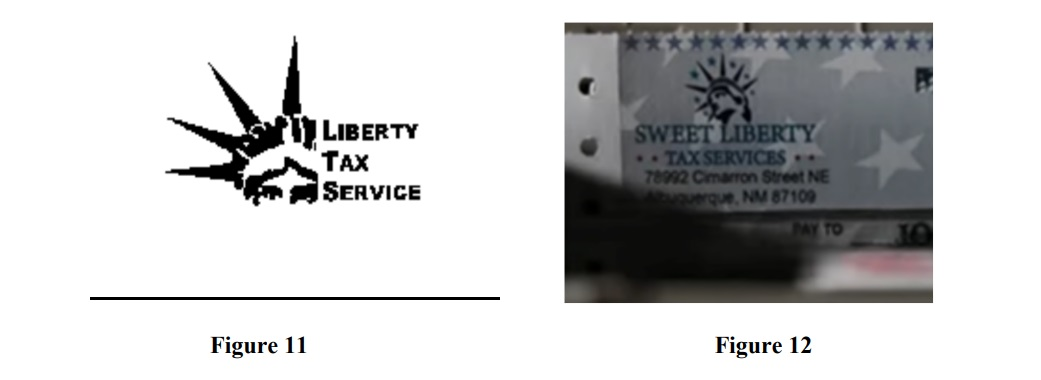 LIBERTY
TAX
SERVICE
SWEET LIBERTY
TAX SERVICES
78992 Cimarron Street NE
Albuquerque, NM 87109
PAY TO
Figure 11
Figure 12